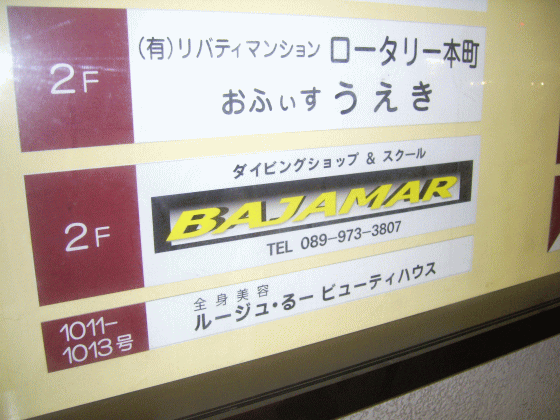 2F
(有)リバティマンション ロータリー本町
おふぃす うえき
2F
ダイビングショップ & スクール
BAJAMAR
TEL 089-973-3807
1011-
1013号
全身美容
ルージュ・るー ビューティハウス